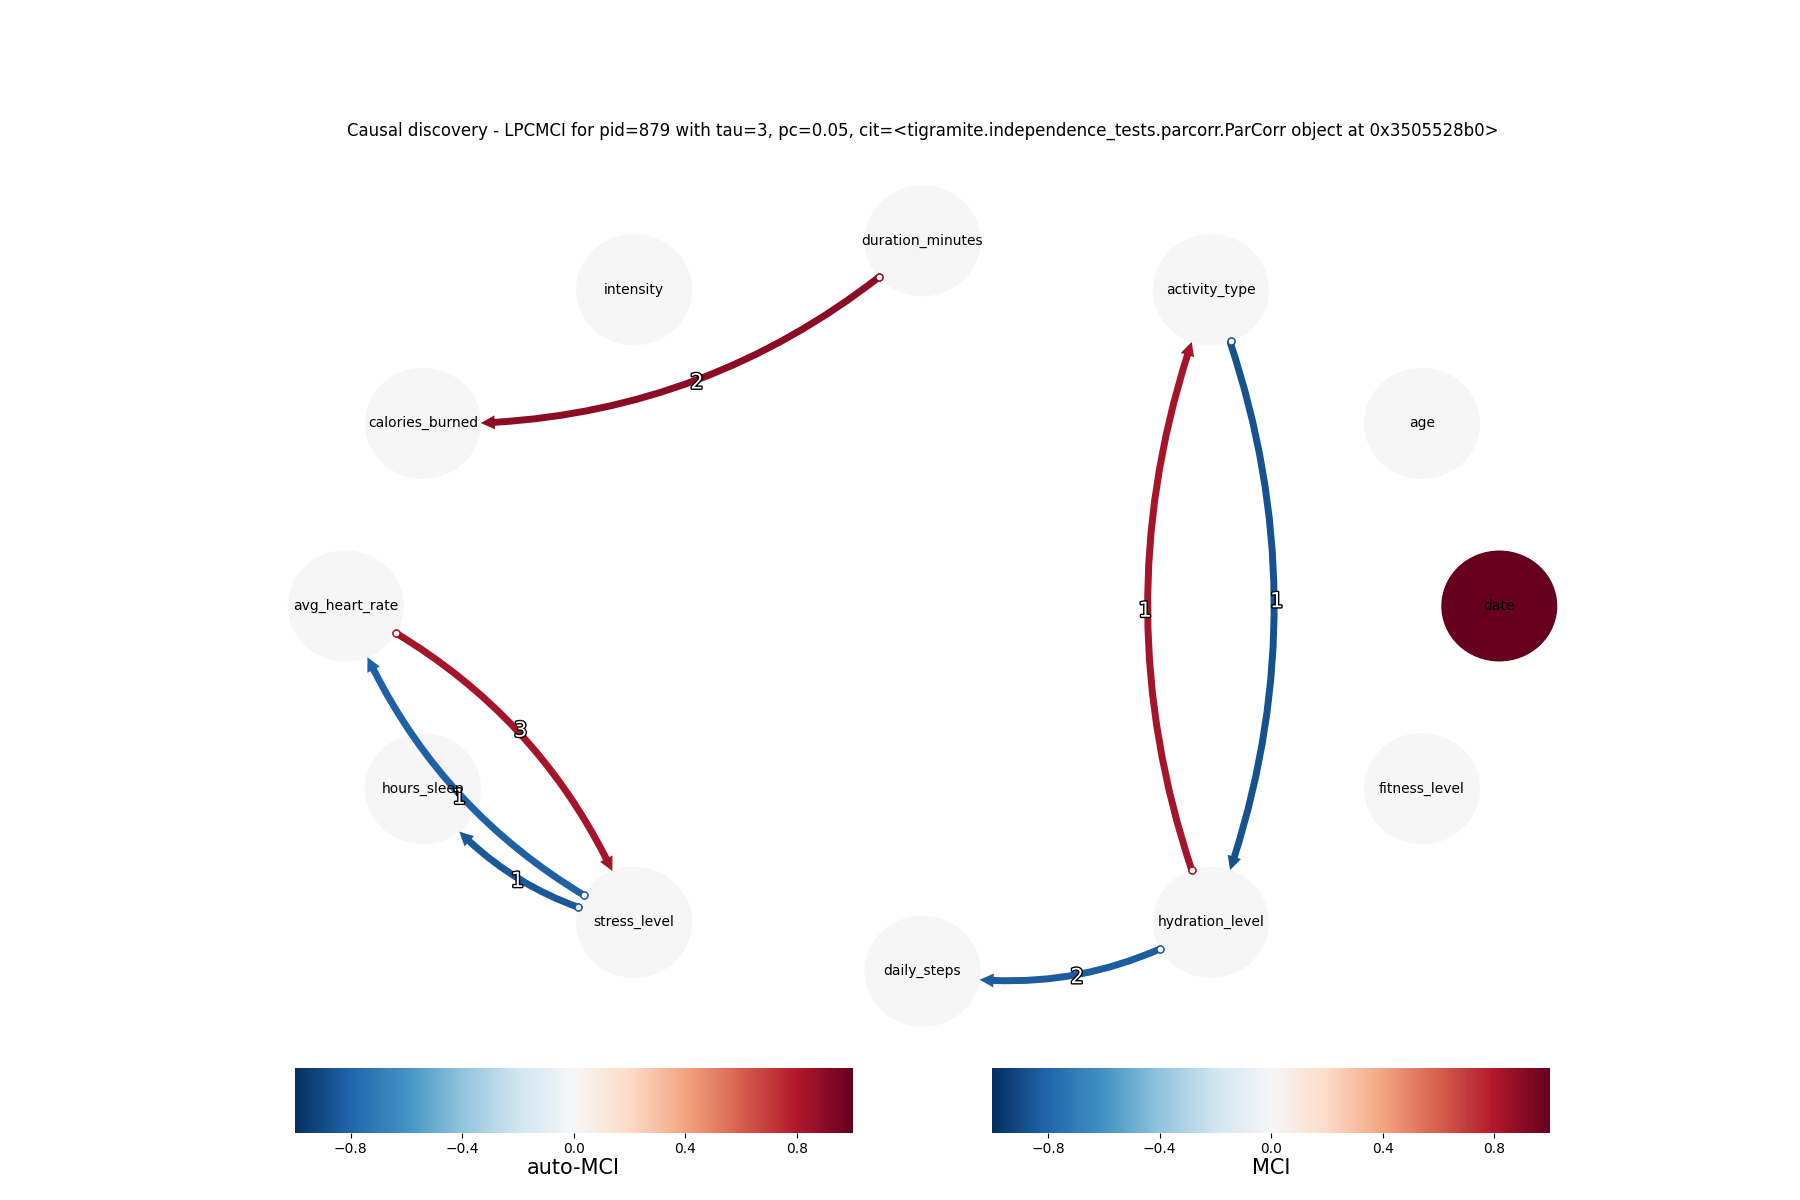 Causal discovery - LPCMCI for pid=879 with tau=3, pc=0.05, cit=<tigramite.independence_tests.parcorr.ParCorr object at 0x3505528b0>
duration_minutes
intensity
activity_type
2
calories_burned
age
avg_heart_rate
date
1
1
3
hours_sleep
1
fitness_level
1
stress_level
hydration_level
daily_steps
2
−0.8 −0.4 0.0 0.4 0.8
auto-MCI
−0.8 −0.4 0.0 0.4 0.8
MCI